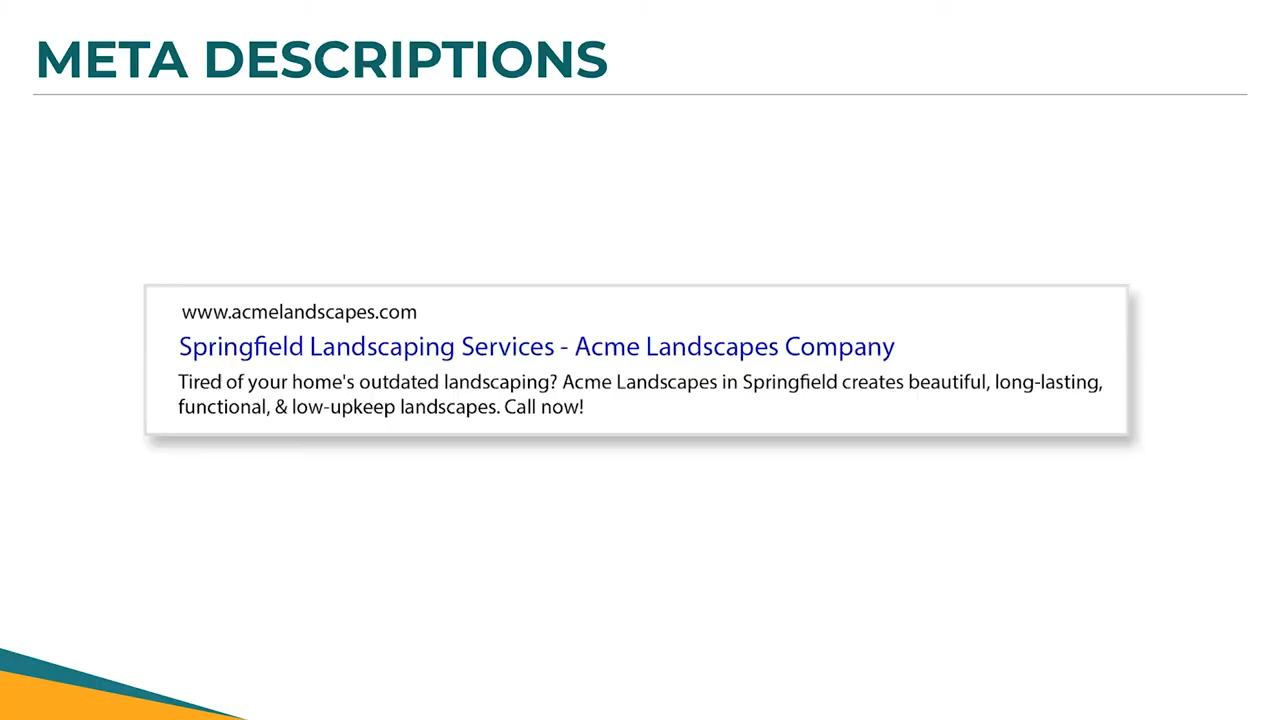 META DESCRIPTIONS
www.acmelandscapes.com
Springfield Landscaping Services - Acme Landscapes Company
Tired of your home's outdated landscaping? Acme Landscapes in Springfield creates beautiful, long-lasting,
functional, & low-upkeep landscapes. Call now!